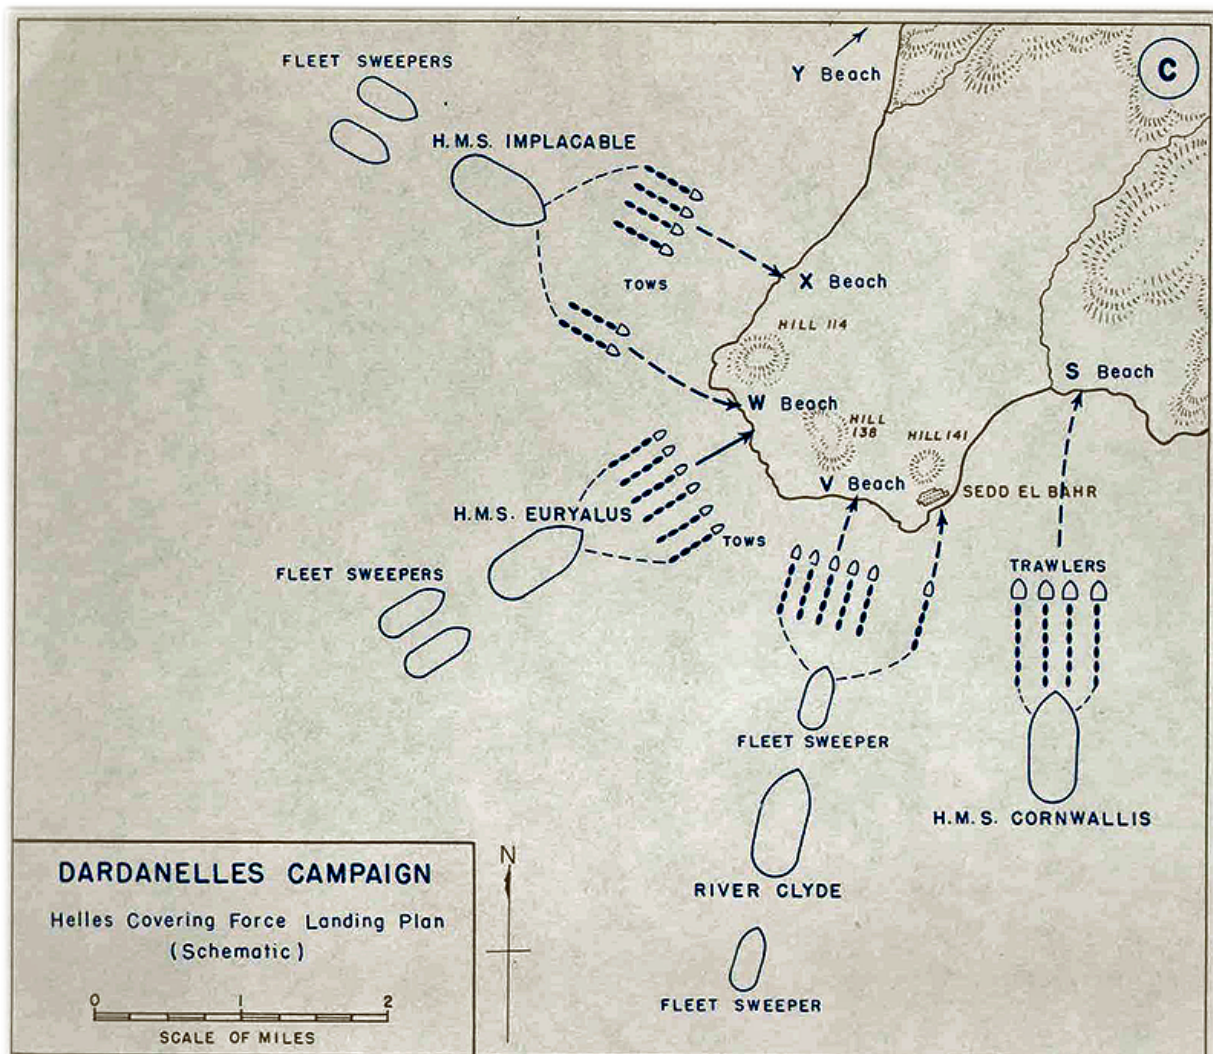 C
Y Beach
FLEET SWEEPERS
H.M.S. IMPLACABLE
TOWS
X Beach
HILL 114
S Beach
W Beach
HILL
138
HILL 141
V Beach
SEDD EL BAHR
H.M.S. EURYALUS
TOWS
FLEET SWEEPERS
TRAWLERS
FLEET SWEEPER
H.M.S. CORNWALLIS
RIVER CLYDE
FLEET SWEEPER
N
DARDANELLES CAMPAIGN
Helles Covering Force Landing Plan
(Schematic)
0 1 2
SCALE OF MILES